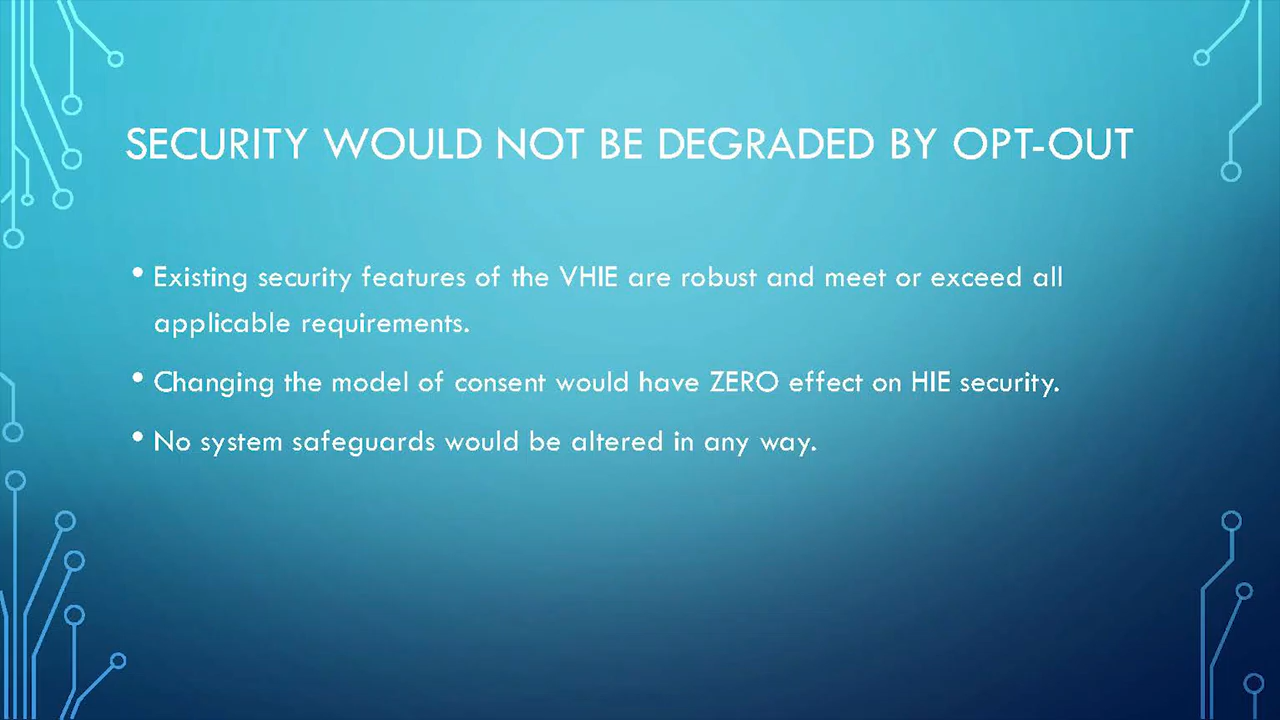 SECURITY WOULD NOT BE DEGRADED BY OPT-OUT
• Existing security features of the VHIE are robust and meet or exceed all
applicable requirements.
• Changing the model of consent would have ZERO effect on HIE security.
• No system safeguards would be altered in any way.